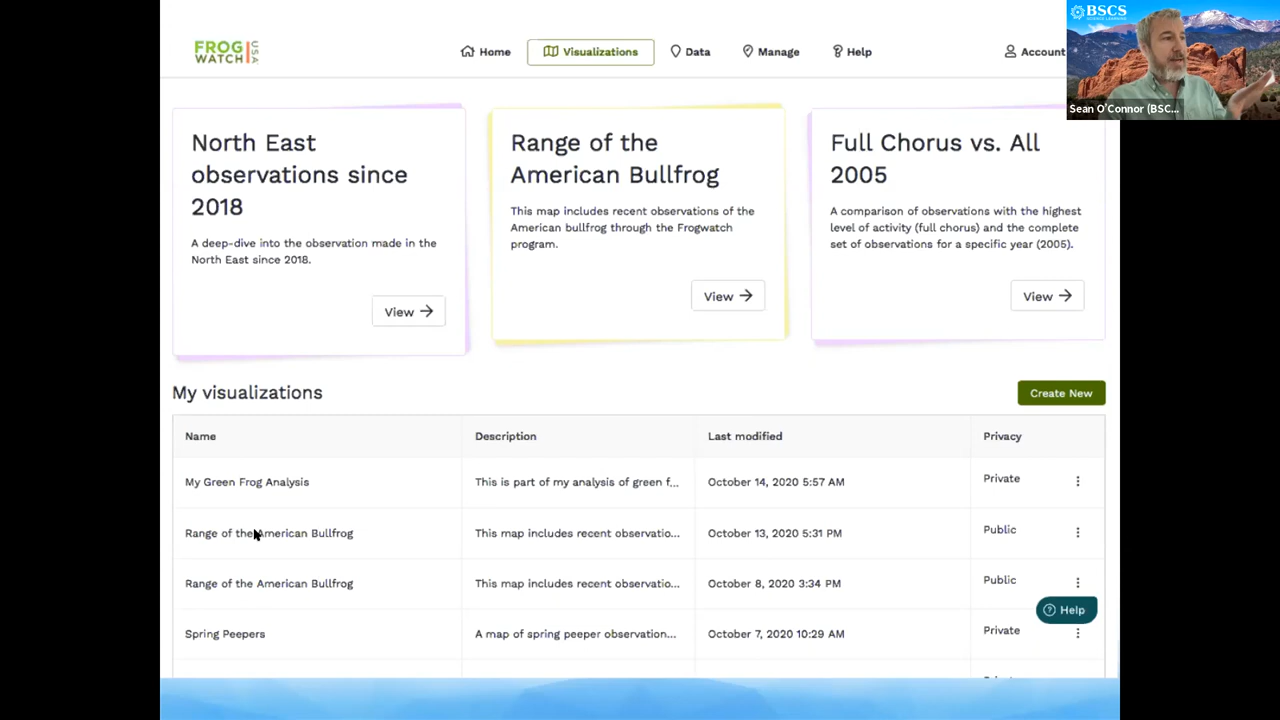 FROG
WATCH
USA
Home
Visualizations
Data
Manage
Help
Account
BSCS
SCIENCE LEARNING
Sean O'Connor (BSC...
North East
observations since
2018
A deep-dive into the observation made in the
North East since 2018.
View
Range of the
American Bullfrog
This map includes recent observations of the
American bullfrog through the Frogwatch
program.
View
Full Chorus vs. All
2005
A comparison of observations with the highest
level of activity (full chorus) and the complete
set of observations for a specific year (2005).
View
My visualizations
Create New
Name Description Last modified Privacy
My Green Frog Analysis This is part of my analysis of green f... October 14, 2020 5:57 AM Private
Range of the American Bullfrog This map includes recent observatio... October 13, 2020 5:31 PM Public
Range of the American Bullfrog This map includes recent observatio... October 8, 2020 3:34 PM Public
Help
Spring Peepers A map of spring peeper observation... October 7, 2020 10:29 AM Private